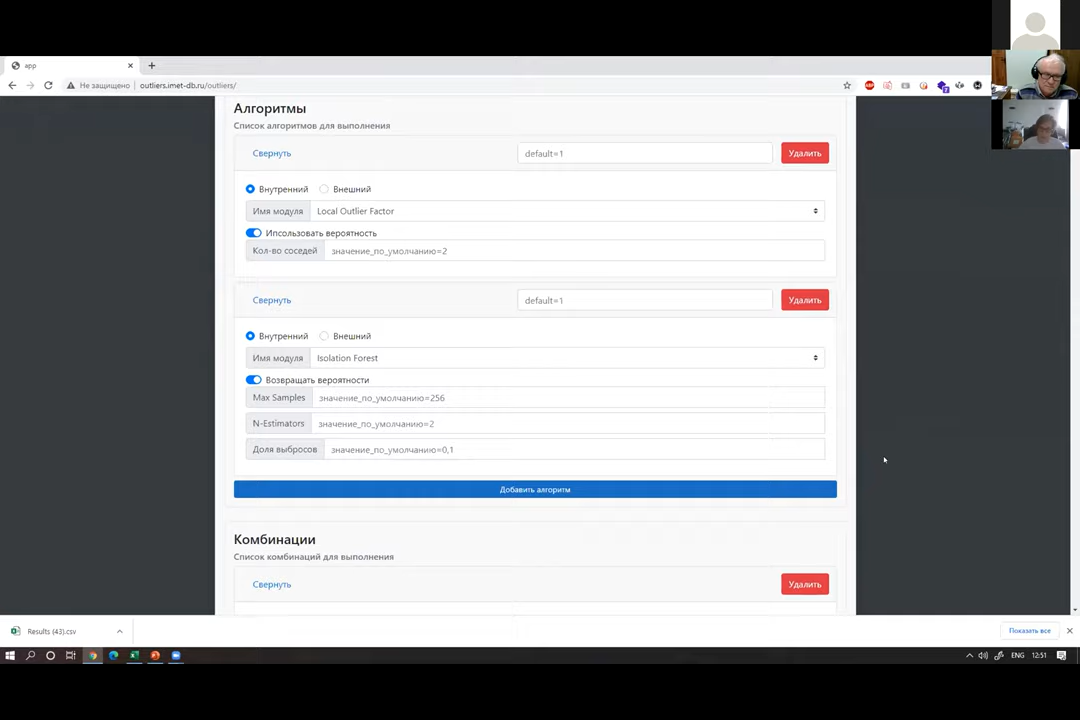 app
Не защищено | outliers.imet-db.ru/outliers/
Алгоритмы
Список алгоритмов для выполнения
Свернуть default=1 Удалить
Внутренний Внешний
Имя модуля Local Outlier Factor
Ипсользовать вероятность
Кол-во соседей значение_по_умолчанию=2
Свернуть default=1 Удалить
Внутренний Внешний
Имя модуля Isolation Forest
Возвращать вероятности
Max Samples значение_по_умолчанию=256
N-Estimators значение_по_умолчанию=2
Доля выбросов значение_по_умолчанию=0,1
Добавить алгоритм
Комбинации
Список комбинаций для выполнения
Свернуть Удалить
Results (43).csv Показать все
ENG 12:51